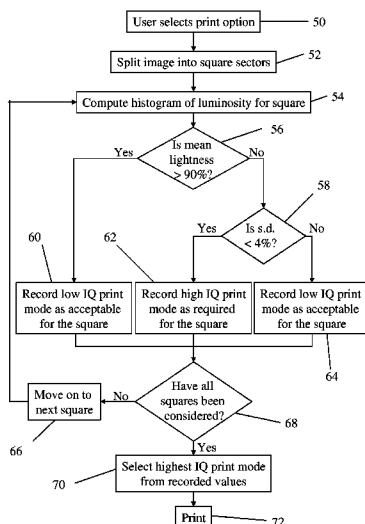 User selects print option
50
Split image into square sectors
52
Compute histogram of luminosity for square
54
56
Is mean
lightness
> 90%?
Yes
No
58
Is s.d.
< 4%?
Yes
No
60
62
Record low IQ print
mode as acceptable
for the square
Record high IQ print
mode as required
for the square
Record low IQ print
mode as acceptable
for the square
64
Have all
squares been
considered?
No
Move on to
next square
66
68
Yes
70
Select highest IQ print mode
from recorded values
Print
72